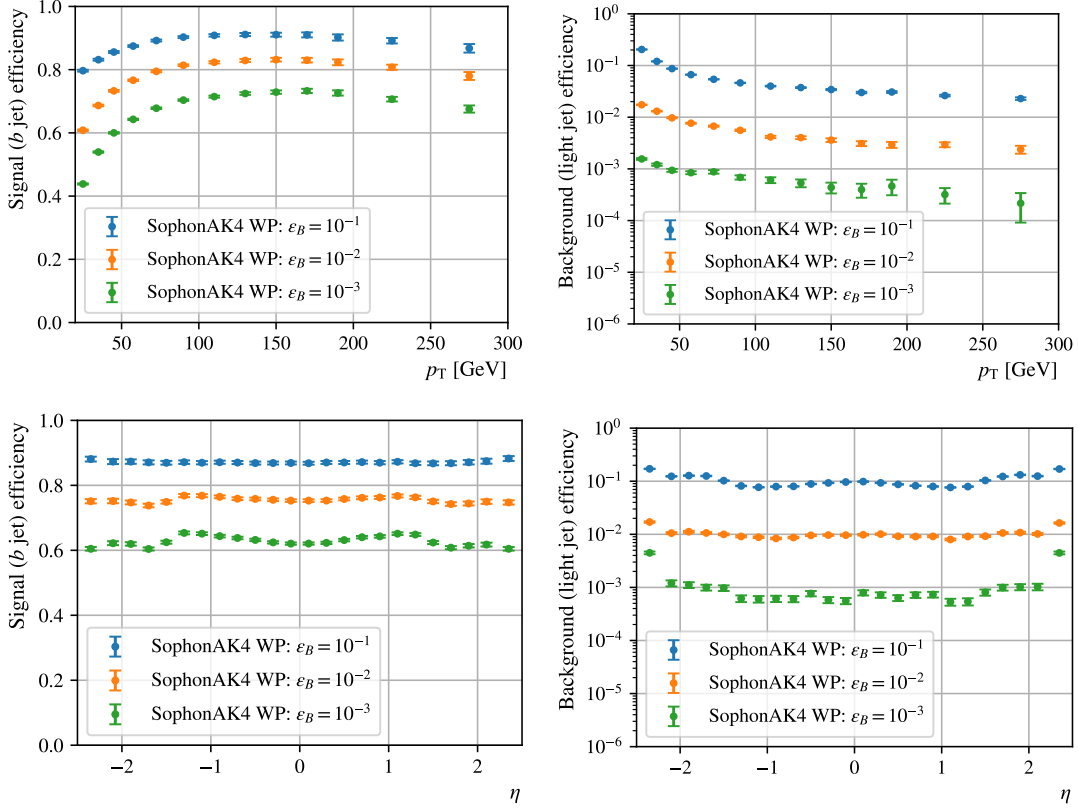 Signal (b jet) efficiency
1.0
0.8
0.6
0.4
0.2
0.0
SophonAK4 WP: ε_B = 10⁻¹
SophonAK4 WP: ε_B = 10⁻²
SophonAK4 WP: ε_B = 10⁻³
50 100 150 200 250 300
p_T [GeV]
Background (light jet) efficiency
10⁰
10⁻¹
10⁻²
10⁻³
10⁻⁴
10⁻⁵
10⁻⁶
SophonAK4 WP: ε_B = 10⁻¹
SophonAK4 WP: ε_B = 10⁻²
SophonAK4 WP: ε_B = 10⁻³
50 100 150 200 250 300
p_T [GeV]
Signal (b jet) efficiency
1.0
0.8
0.6
0.4
0.2
0.0
SophonAK4 WP: ε_B = 10⁻¹
SophonAK4 WP: ε_B = 10⁻²
SophonAK4 WP: ε_B = 10⁻³
−2 −1 0 1 2
η
Background (light jet) efficiency
10⁰
10⁻¹
10⁻²
10⁻³
10⁻⁴
10⁻⁵
10⁻⁶
SophonAK4 WP: ε_B = 10⁻¹
SophonAK4 WP: ε_B = 10⁻²
SophonAK4 WP: ε_B = 10⁻³
−2 −1 0 1 2
η